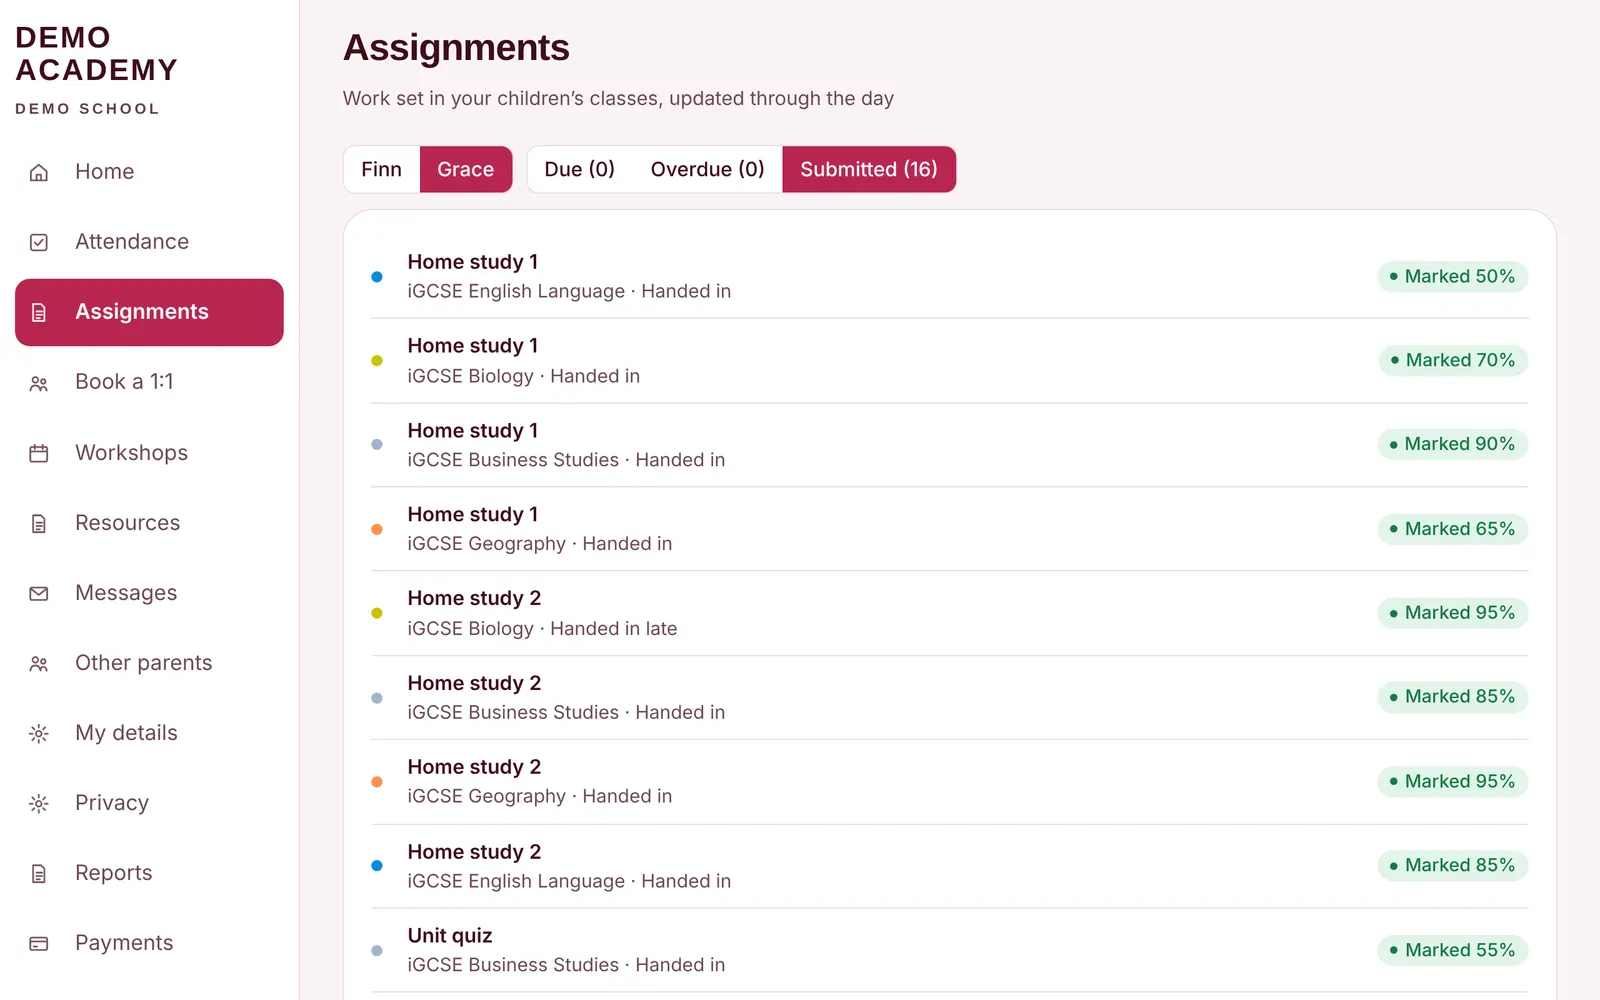 DEMO
ACADEMY
DEMO SCHOOL
Home
Attendance
Assignments
Book a 1:1
Workshops
Resources
Messages
Other parents
My details
Privacy
Reports
Payments
Assignments
Work set in your children’s classes, updated through the day
Finn Grace Due (0) Overdue (0) Submitted (16)
Home study 1
iGCSE English Language · Handed in
Marked 50%
Home study 1
iGCSE Biology · Handed in
Marked 70%
Home study 1
iGCSE Business Studies · Handed in
Marked 90%
Home study 1
iGCSE Geography · Handed in
Marked 65%
Home study 2
iGCSE Biology · Handed in late
Marked 95%
Home study 2
iGCSE Business Studies · Handed in
Marked 85%
Home study 2
iGCSE Geography · Handed in
Marked 95%
Home study 2
iGCSE English Language · Handed in
Marked 85%
Unit quiz
iGCSE Business Studies · Handed in
Marked 55%